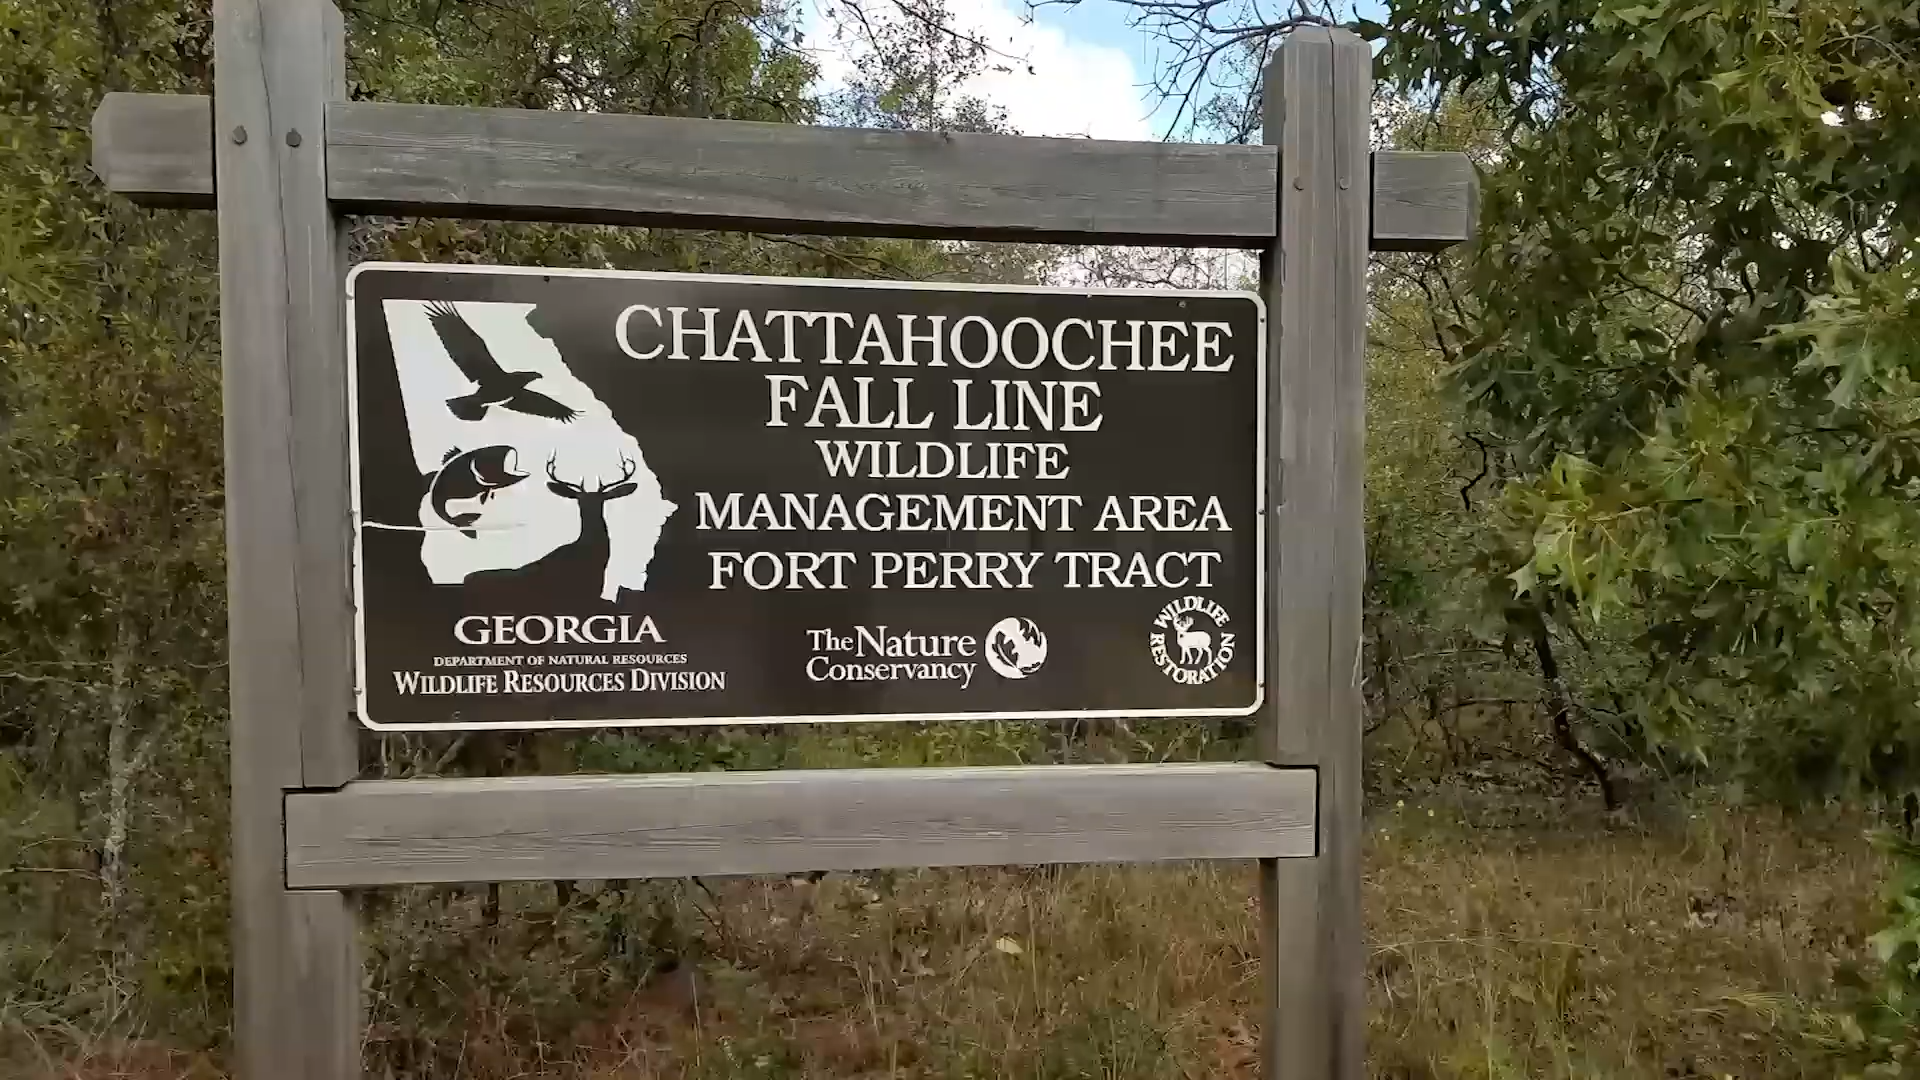 CHATTAHOOCHEE
FALL LINE
WILDLIFE
MANAGEMENT AREA
FORT PERRY TRACT
GEORGIA
DEPARTMENT OF NATURAL RESOURCES
WILDLIFE RESOURCES DIVISION
The Nature
Conservancy
WILDLIFE
RESTORATION